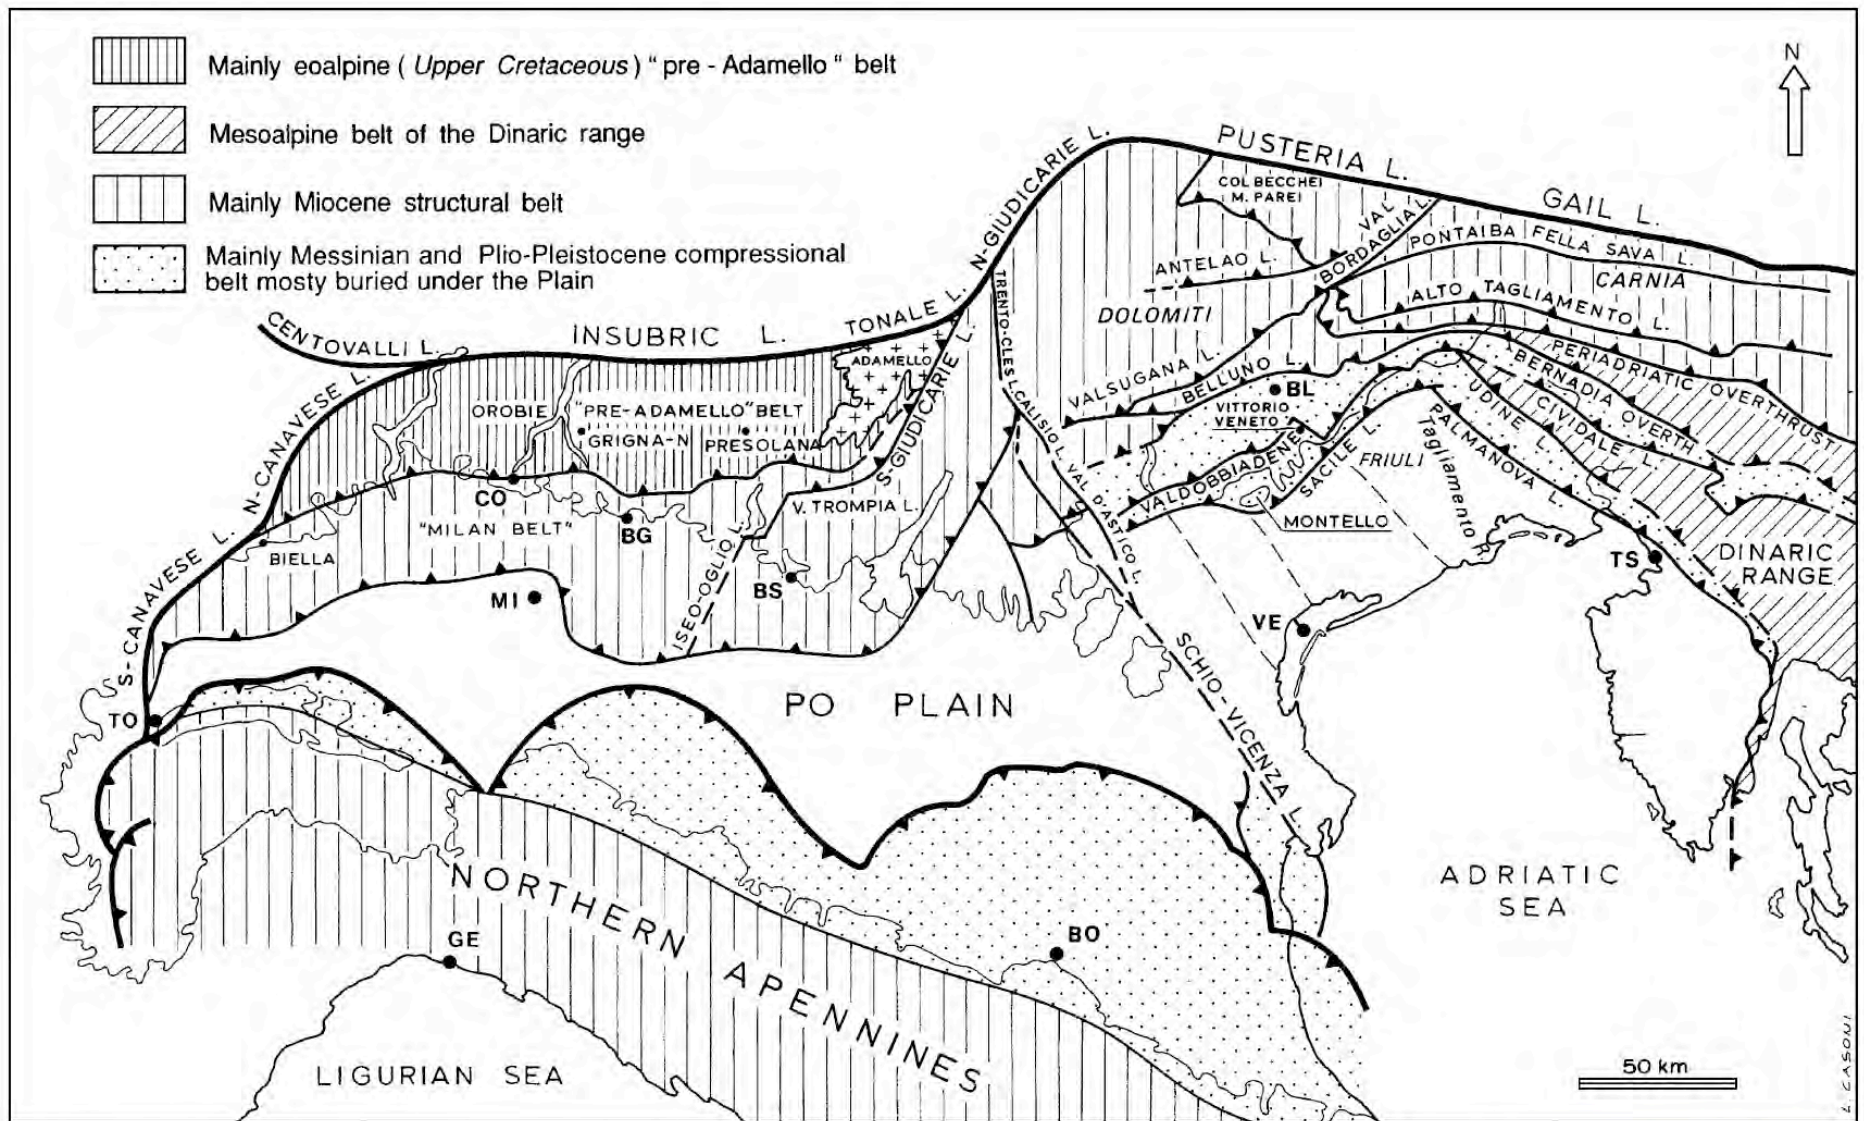 Mainly eoalpine ( Upper Cretaceous ) " pre - Adamello " belt
Mesoalpine belt of the Dinaric range
Mainly Miocene structural belt
Mainly Messinian and Plio-Pleistocene compressional
belt mosty buried under the Plain
N
CENTOVALLI L.
INSUBRIC L.
TONALE L.
N-GIUDICARIE L.
PUSTERIA L.
GAIL L.
COL BECCHEI
M. PAREI
VAL
BORDAGLIA L.
PONTAIBA FELLA SAVA L.
CARNIA
ANTELAO L.
ALTO TAGLIAMENTO L.
DOLOMITI
TRENTO-CLES L.
ADAMELLO
S-GIUDICARIE L.
N-CANAVESE L.
OROBIE
"PRE-ADAMELLO" BELT
GRIGNA-N
PRESOLANA
VALSUGANA L.
BELLUNO L.
BL
PERIADRIATIC OVERTHRUST
BERNADIA OVERTH
CIVIDALE L.
UDINE L.
PALMANOVA L.
VITTORIO
VENETO
CALISIO L.
VAL D'ASTICO L.
VALDOBBIADENE
SACILE L.
FRIULI
Tagliamento R.
MONTELLO
CO
"MILAN BELT"
BG
V. TROMPIA L.
BIELLA
S-CANAVESE L.
MI
ISEO-OGLIO L.
BS
TS
DINARIC
RANGE
VE
SCHIO-VICENZA L.
TO
PO PLAIN
ADRIATIC
SEA
NORTHERN APENNINES
GE
BO
LIGURIAN SEA
50 km
L. CASONI